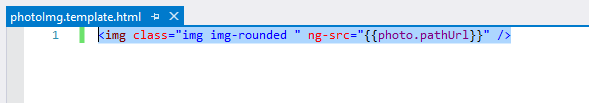 photoImg.template.html
1 <img class="img img-rounded " ng-src="{{photo.pathUrl}}" />